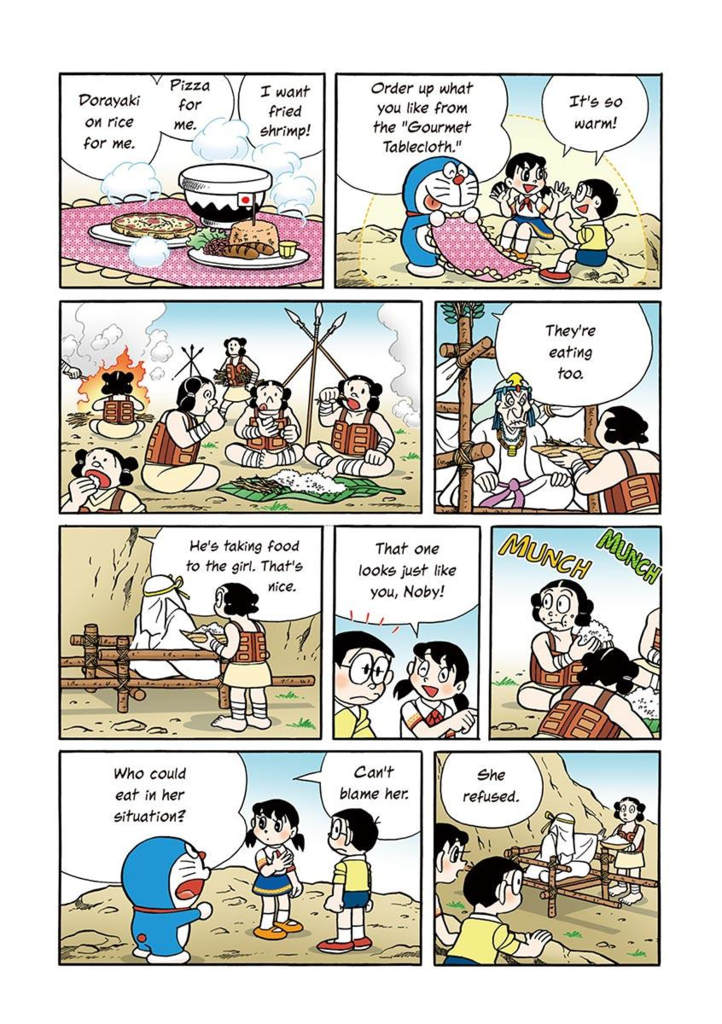 Dorayaki
on rice
for me.
Pizza
for
me.
I want
fried
shrimp!
Order up what
you like from
the "Gourmet
Tablecloth."
It's so
warm!
They're
eating
too.
He's taking food
to the girl. That's
nice.
That one
looks just like
you, Noby!
MUNCH
MUNCH
Who could
eat in her
situation?
Can't
blame her.
She
refused.